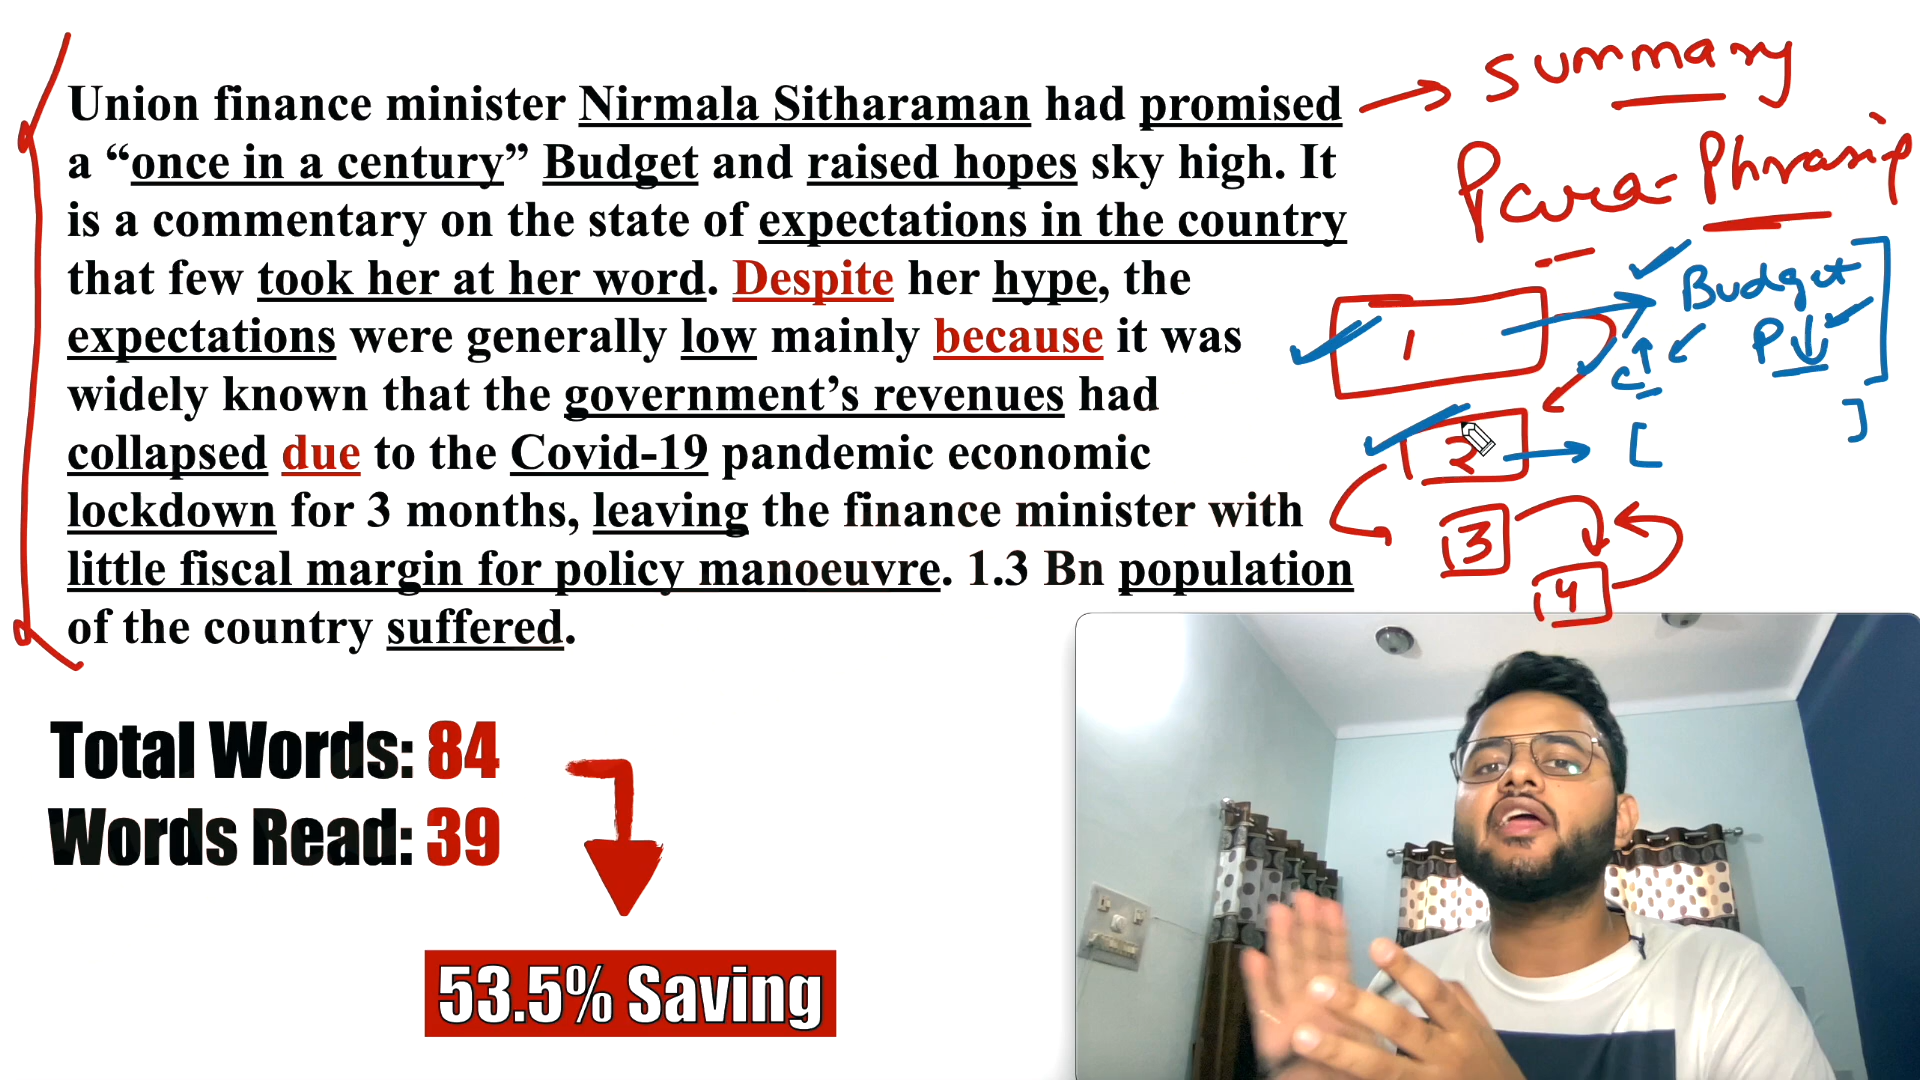 Union finance minister Nirmala Sitharaman had promised
a “once in a century” Budget and raised hopes sky high. It
is a commentary on the state of expectations in the country
that few took her at her word. Despite her hype, the
expectations were generally low mainly because it was
widely known that the government’s revenues had
collapsed due to the Covid-19 pandemic economic
lockdown for 3 months, leaving the finance minister with
little fiscal margin for policy manoeuvre. 1.3 Bn population
of the country suffered.
Summary
Para-
Budget
1
P
C
2
3
4
Total Words: 84
Words Read: 39
53.5% Saving